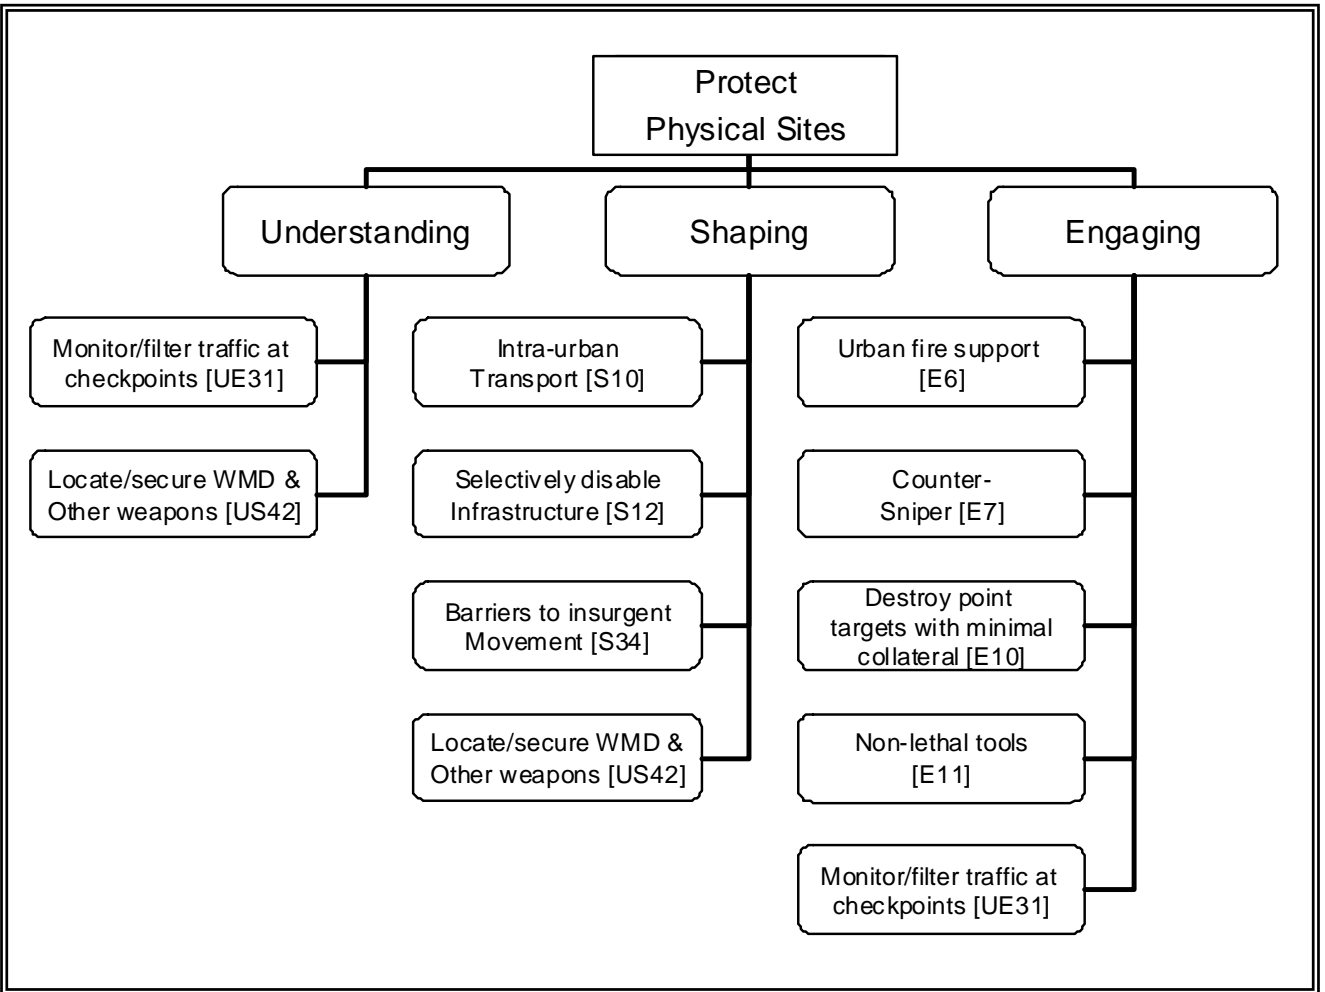 Protect
Physical Sites
Understanding
Shaping
Engaging
Monitor/filter traffic at
checkpoints [UE31]
Locate/secure WMD &
Other weapons [US42]
Intra-urban
Transport [S10]
Selectively disable
Infrastructure [S12]
Barriers to insurgent
Movement [S34]
Locate/secure WMD &
Other weapons [US42]
Urban fire support
[E6]
Counter-
Sniper [E7]
Destroy point
targets with minimal
collateral [E10]
Non-lethal tools
[E11]
Monitor/filter traffic at
checkpoints [UE31]